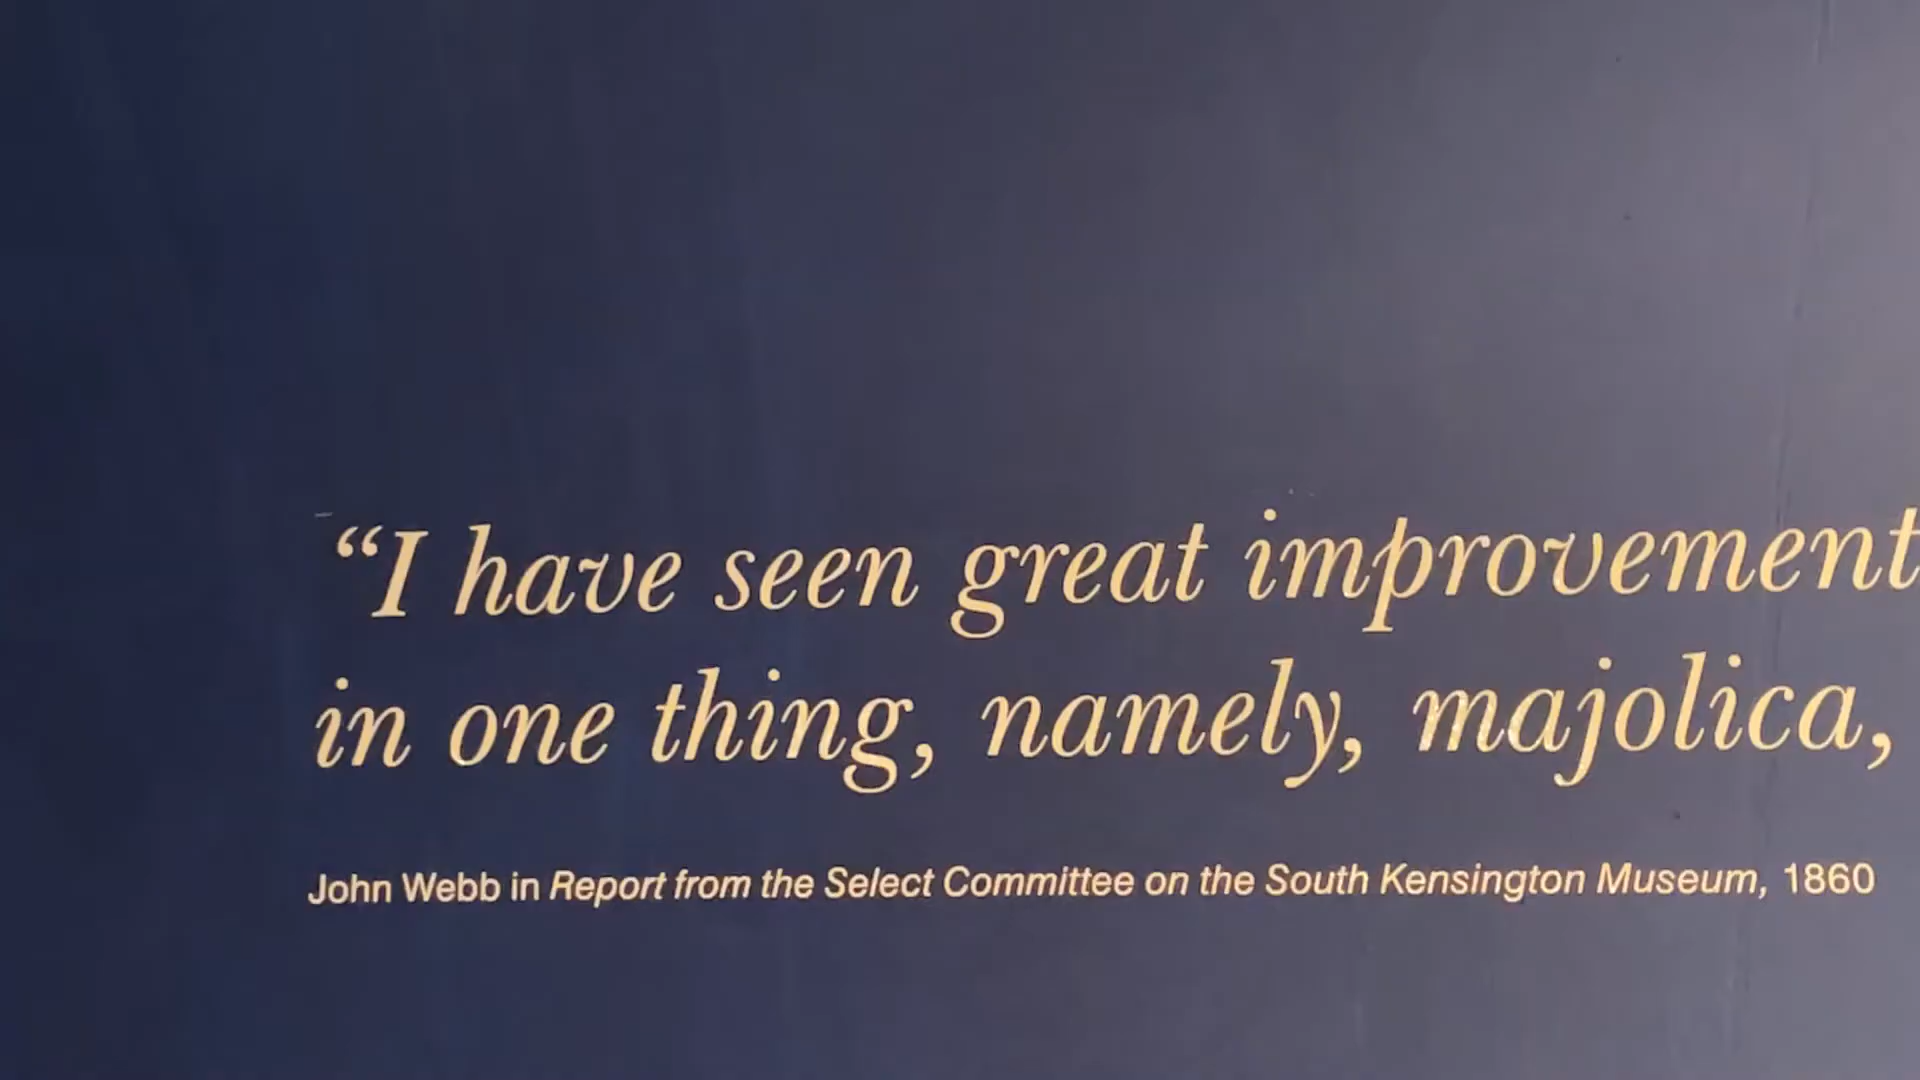 “I have seen great improvement
in one thing, namely, majolica,
John Webb in Report from the Select Committee on the South Kensington Museum, 1860